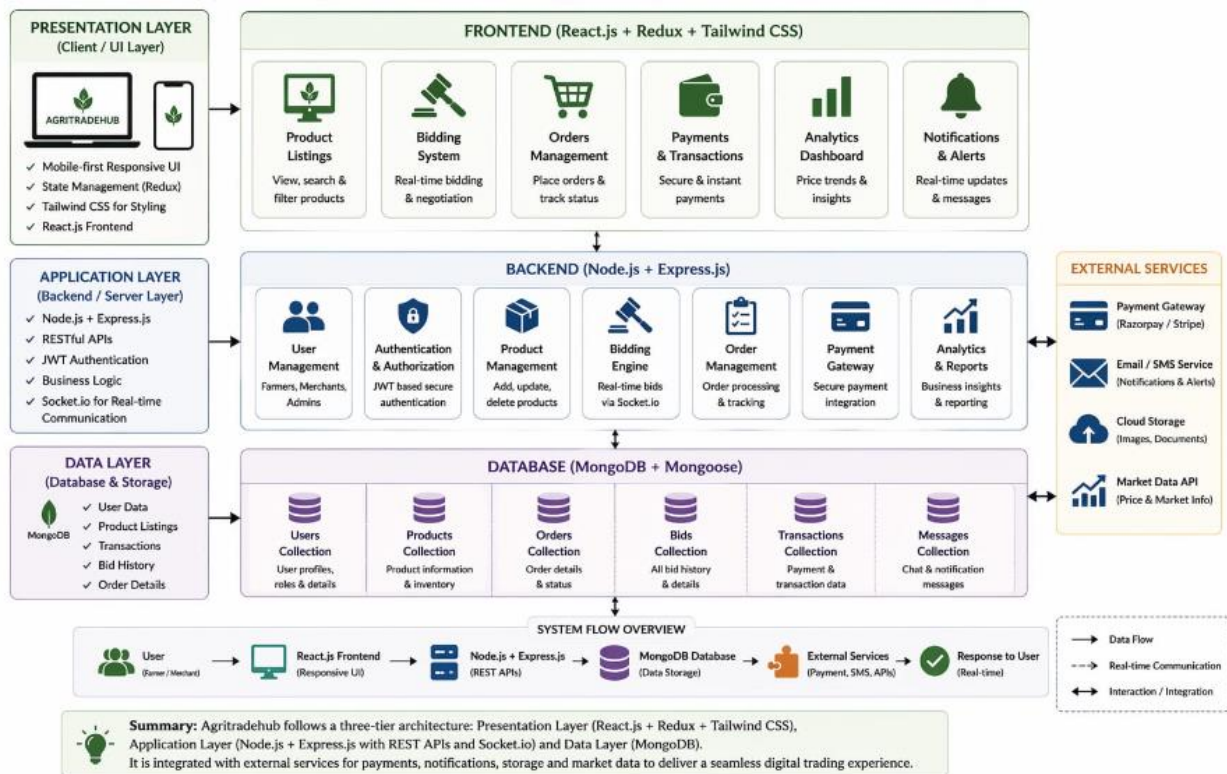 PRESENTATION LAYER
(Client / UI Layer)
AGRITRADEHUB
✓ Mobile-first Responsive UI
✓ State Management (Redux)
✓ Tailwind CSS for Styling
✓ React.js Frontend
FRONTEND (React.js + Redux + Tailwind CSS)
Product
Listings
View, search &
filter products
Bidding
System
Real-time bidding
& negotiation
Orders
Management
Place orders &
track status
Payments
& Transactions
Secure & instant
payments
Analytics
Dashboard
Price trends &
insights
Notifications
& Alerts
Real-time updates
& messages
APPLICATION LAYER
(Backend / Server Layer)
✓ Node.js + Express.js
✓ RESTful APIs
✓ JWT Authentication
✓ Business Logic
✓ Socket.io for Real-time
Communication
BACKEND (Node.js + Express.js)
User
Management
Farmers, Merchants,
Admins
Authentication
& Authorization
JWT based secure
authentication
Product
Management
Add, update,
delete products
Bidding
Engine
Real-time bids
via Socket.io
Order
Management
Order processing
& tracking
Payment
Gateway
Secure payment
integration
Analytics
& Reports
Business insights
& reporting
EXTERNAL SERVICES
Payment Gateway
(Razorpay / Stripe)
Email / SMS Service
(Notifications & Alerts)
Cloud Storage
(Images, Documents)
Market Data API
(Price & Market Info)
DATA LAYER
(Database & Storage)
MongoDB
✓ User Data
✓ Product Listings
✓ Transactions
✓ Bid History
✓ Order Details
DATABASE (MongoDB + Mongoose)
Users
Collection
User profiles,
roles & details
Products
Collection
Product information
& inventory
Orders
Collection
Order details
& status
Bids
Collection
All bid history
& details
Transactions
Collection
Payment &
transaction data
Messages
Collection
Chat & notification
messages
SYSTEM FLOW OVERVIEW
User
(Farmer / Merchant)
React.js Frontend
(Responsive UI)
Node.js + Express.js
(REST APIs)
MongoDB Database
(Data Storage)
External Services
(Payment, SMS, APIs)
Response to User
(Real-time)
Data Flow
Real-time Communication
Interaction / Integration
Summary: Agritradehub follows a three-tier architecture: Presentation Layer (React.js + Redux + Tailwind CSS),
Application Layer (Node.js + Express.js with REST APIs and Socket.io) and Data Layer (MongoDB).
It is integrated with external services for payments, notifications, storage and market data to deliver a seamless digital trading experience.